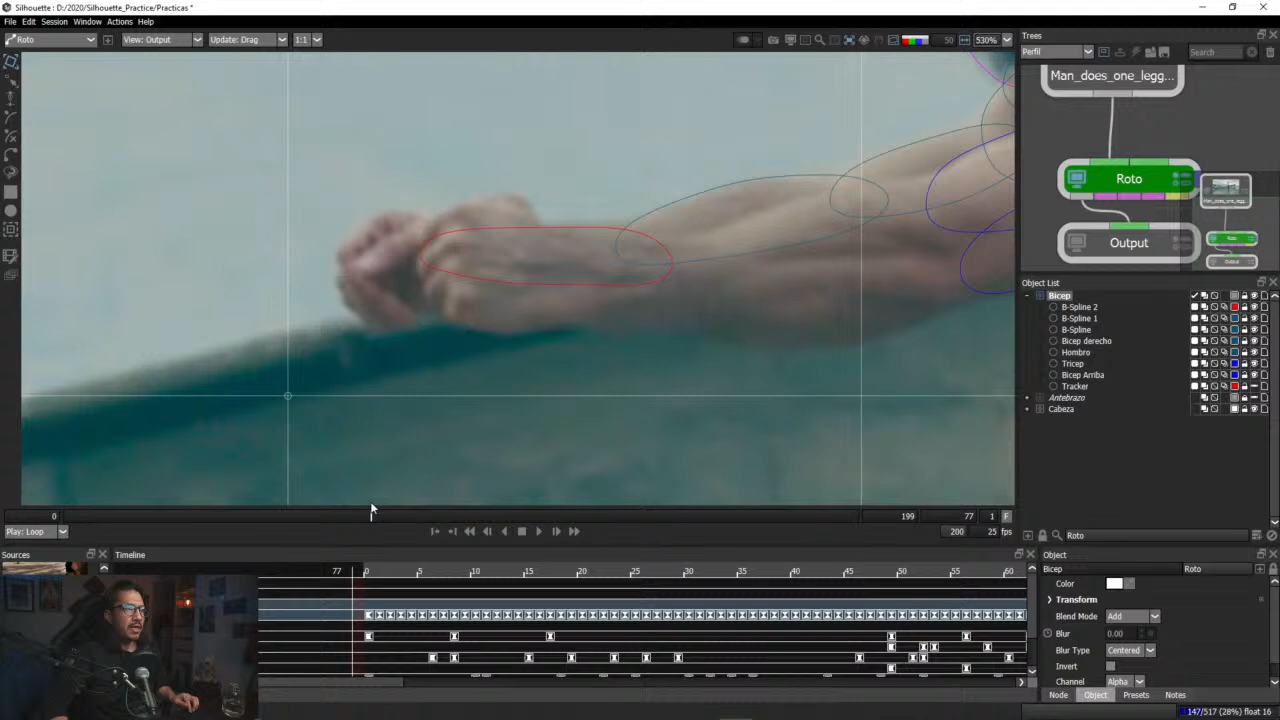 Silhouette : D:/2020/Silhouette_Practice/Practicas *
File Edit Session Window Actions Help
Roto View: Output Update: Drag 1:1 50 530%
Trees
Perfil Search
Man_does_one_legg...
Roto
Output
Roto
Output
Object List
Bicep
B-Spline 2
B-Spline 1
B-Spline
Bicep derecho
Hombro
Tricep
Bicep Arriba
Tracker
Antebrazo
Cabeza
0 199 77 1 F
Play: Loop 200 25 fps
Roto
Sources Timeline Object
77 0 5 10 15 20 25 30 35 40 45 50 55 60
Bicep Roto
Color
Transform
Blend Mode Add
Blur 0.00
Blur Type Centered
Invert
Channel Alpha
Node Object Presets Notes
147/517 (28%) float 16